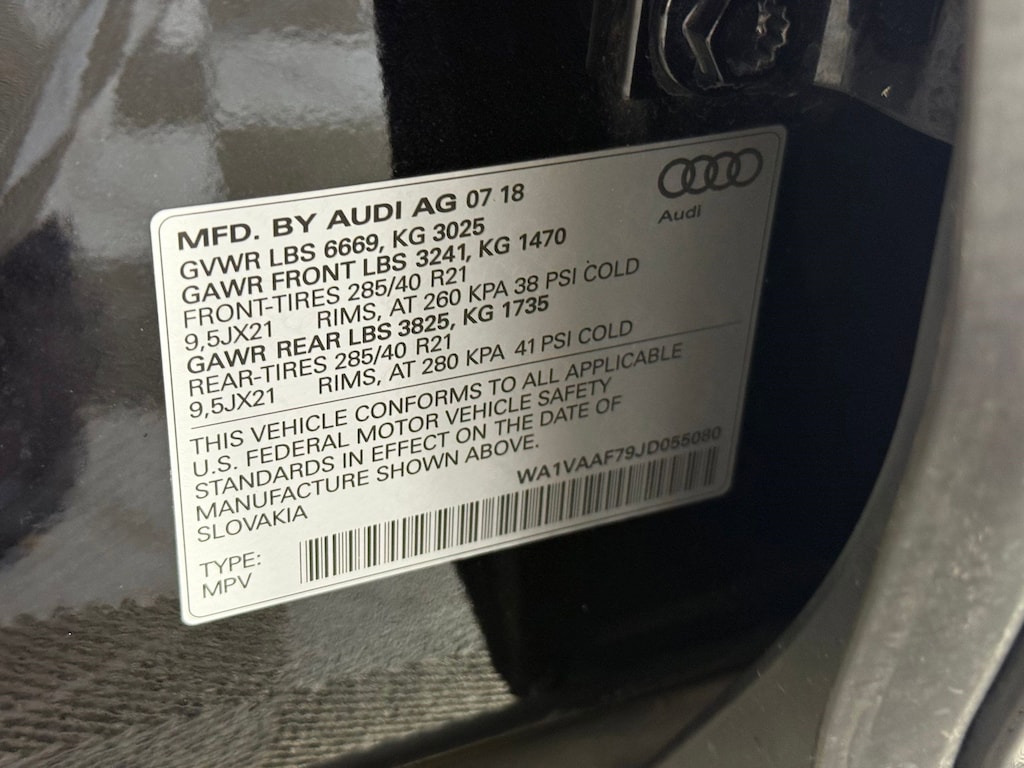 Audi
MFD. BY AUDI AG 07 18
GVWR LBS 6669, KG 3025
GAWR FRONT LBS 3241, KG 1470
FRONT-TIRES 285/40 R21
9,5JX21 RIMS, AT 260 KPA 38 PSI COLD
GAWR REAR LBS 3825, KG 1735
REAR-TIRES 285/40 R21
9,5JX21 RIMS, AT 280 KPA 41 PSI COLD
THIS VEHICLE CONFORMS TO ALL APPLICABLE
U.S. FEDERAL MOTOR VEHICLE SAFETY
STANDARDS IN EFFECT ON THE DATE OF
MANUFACTURE SHOWN ABOVE.
SLOVAKIA
WA1VAAF79JD055080
TYPE:
MPV